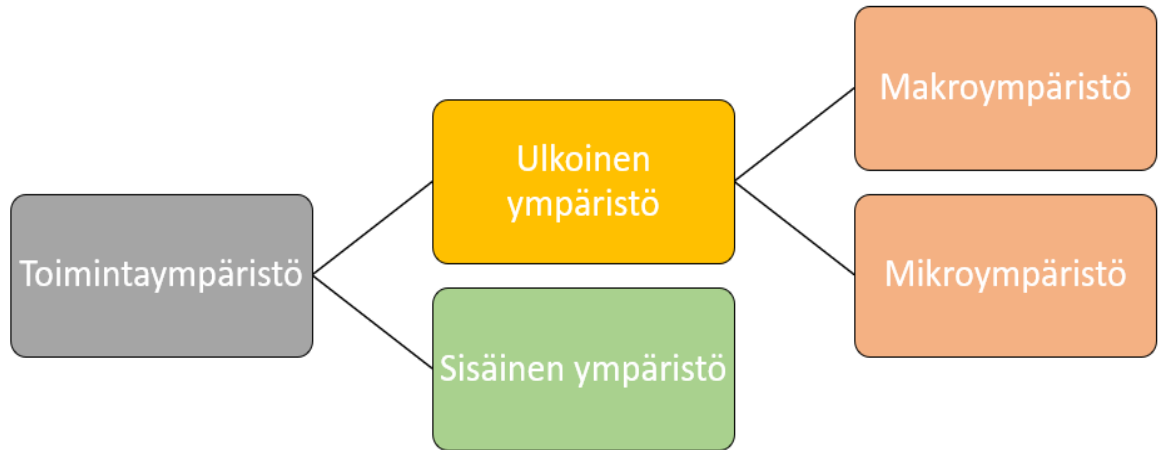 Toimintaympäristö
Ulkoinen
ympäristö
Sisäinen ympäristö
Makroympäristö
Mikroympäristö